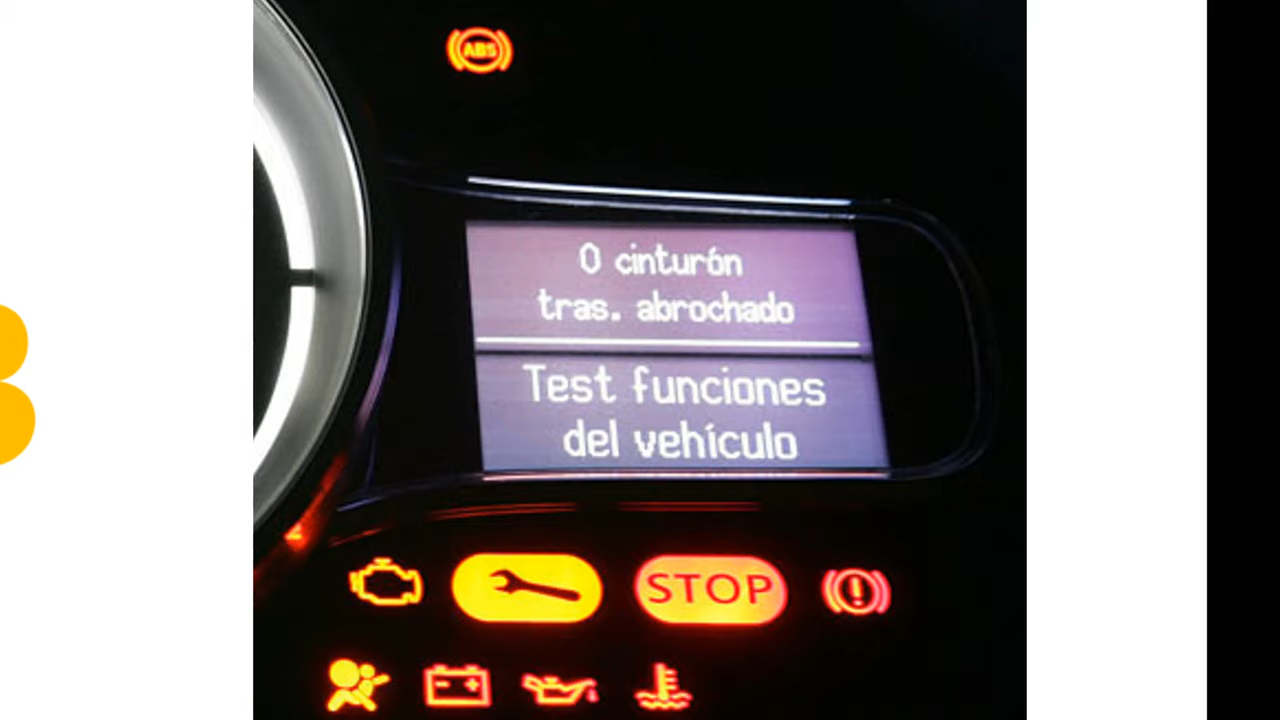 ABS
0 cinturón
tras. abrochado
Test funciones
del vehículo
STOP